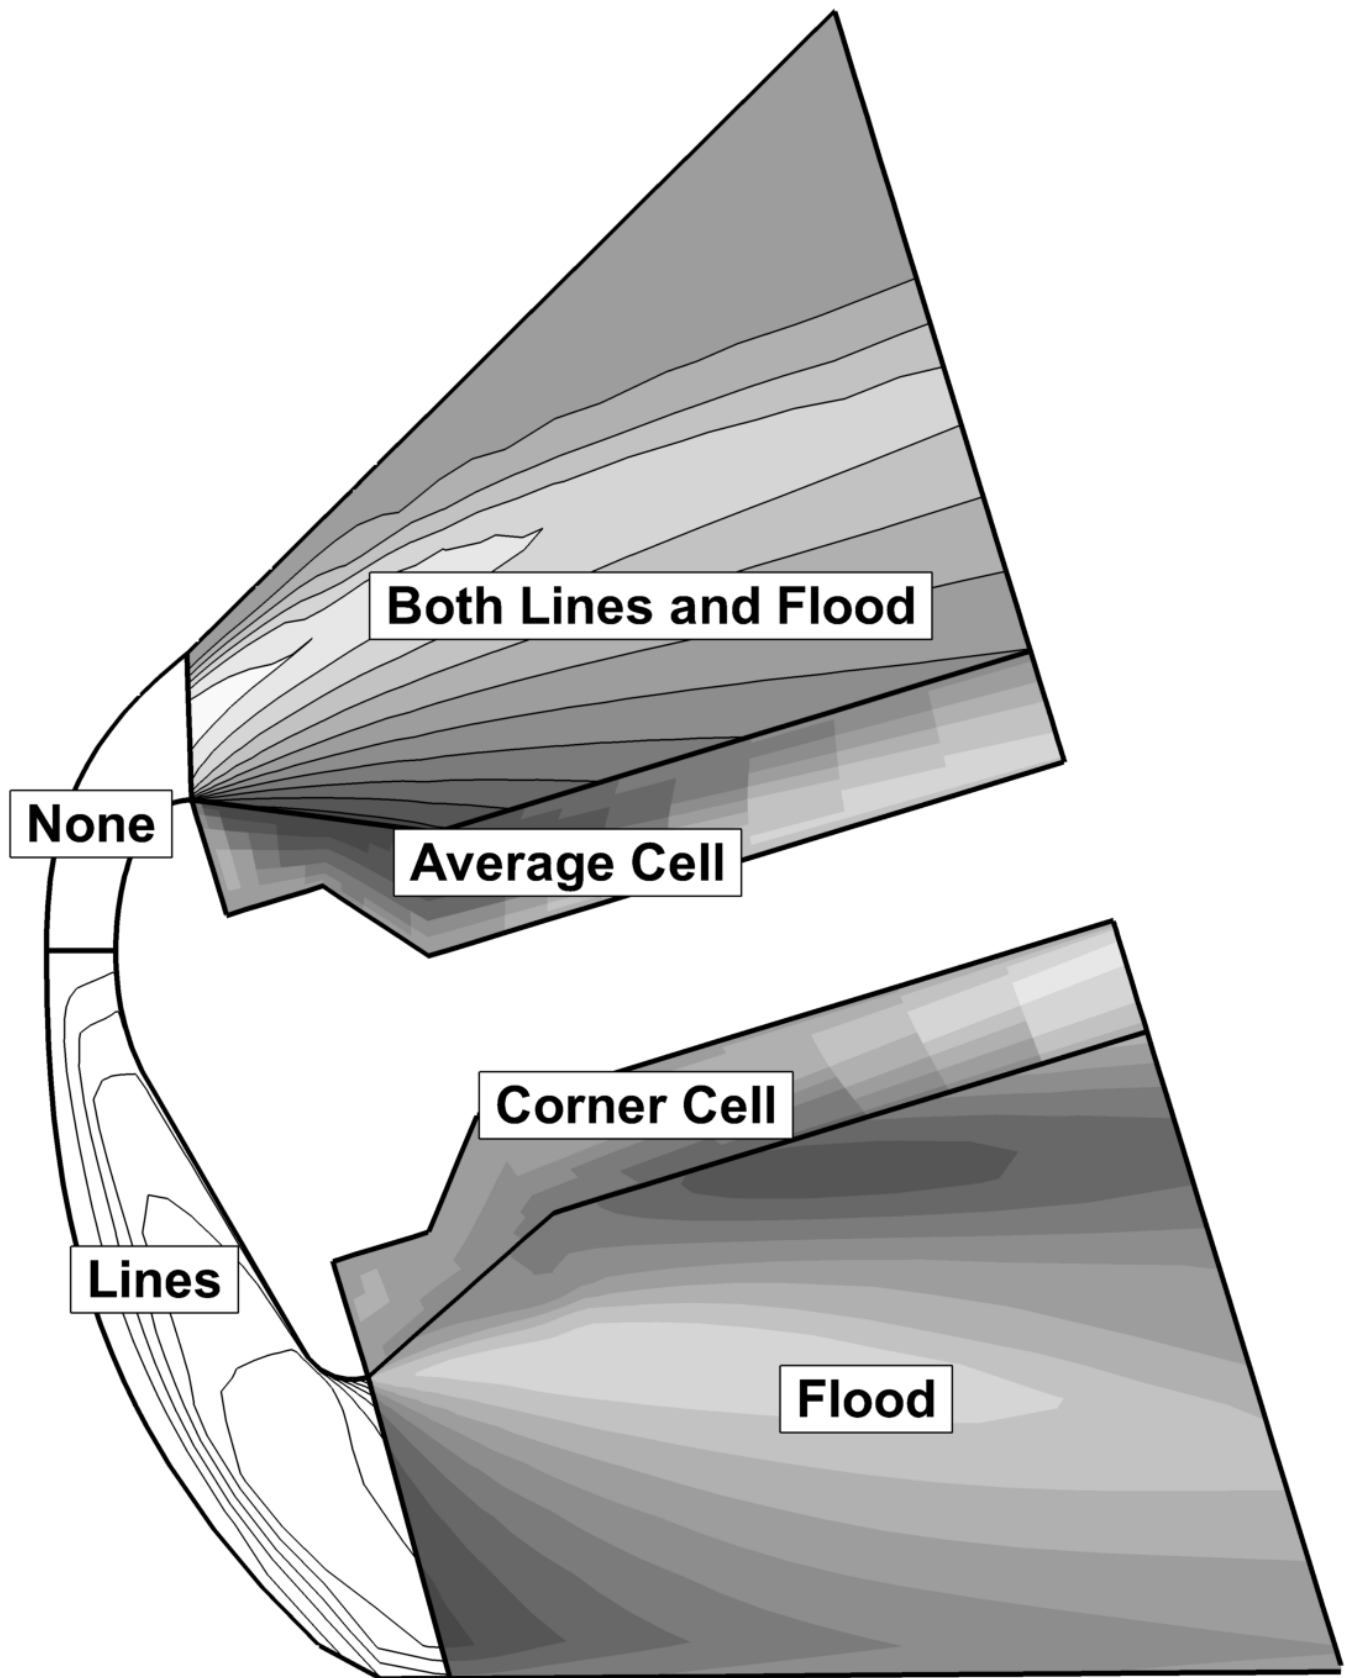 Both Lines and Flood
None
Average Cell
Corner Cell
Lines
Flood